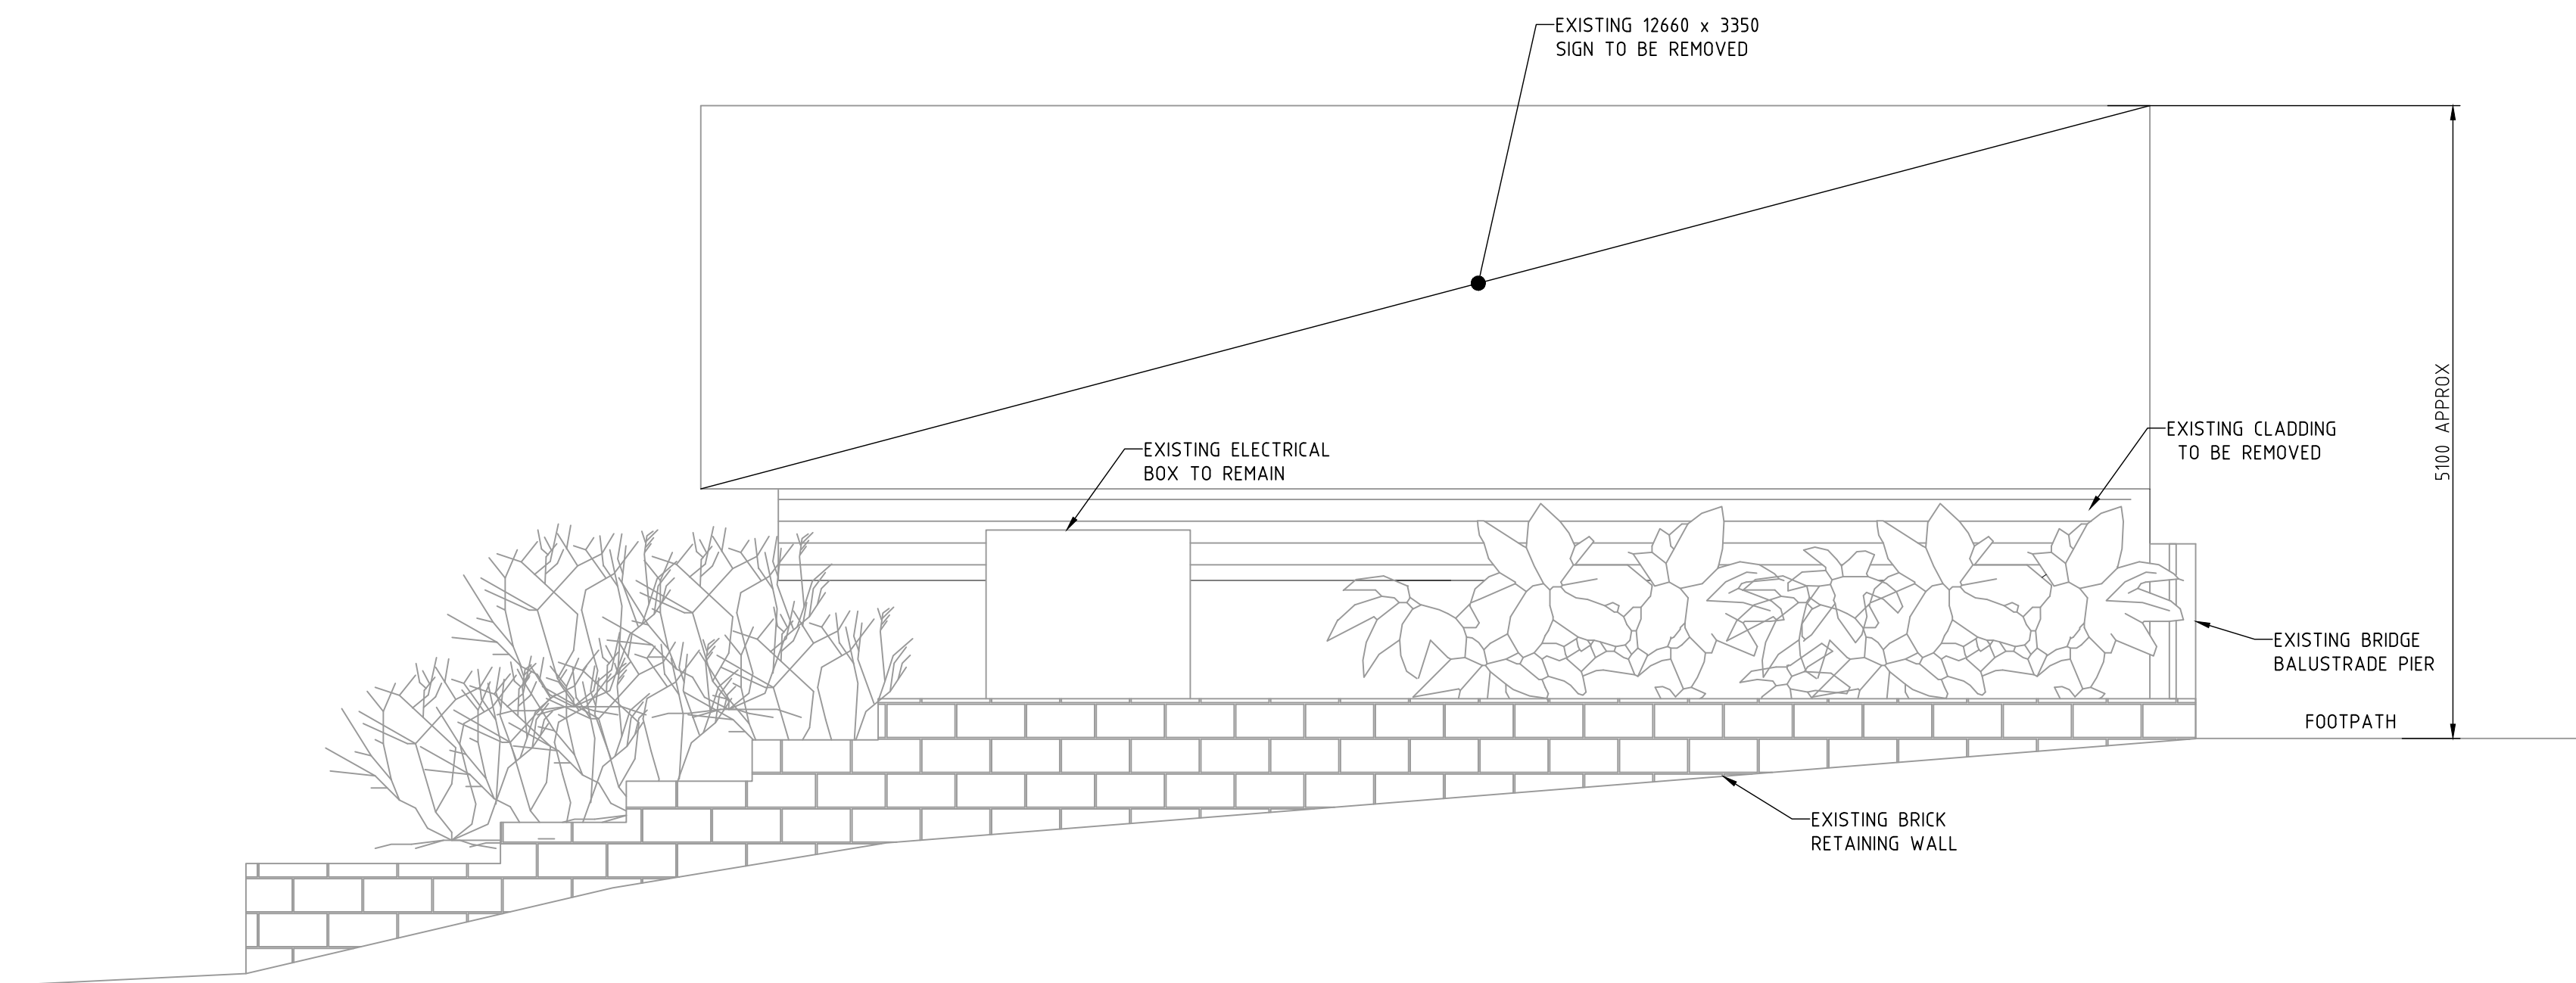 EXISTING 12660 x 3350
SIGN TO BE REMOVED
EXISTING CLADDING
TO BE REMOVED
EXISTING ELECTRICAL
BOX TO REMAIN
5100 APPROX
EXISTING BRIDGE
BALUSTRADE PIER
FOOTPATH
EXISTING BRICK
RETAINING WALL